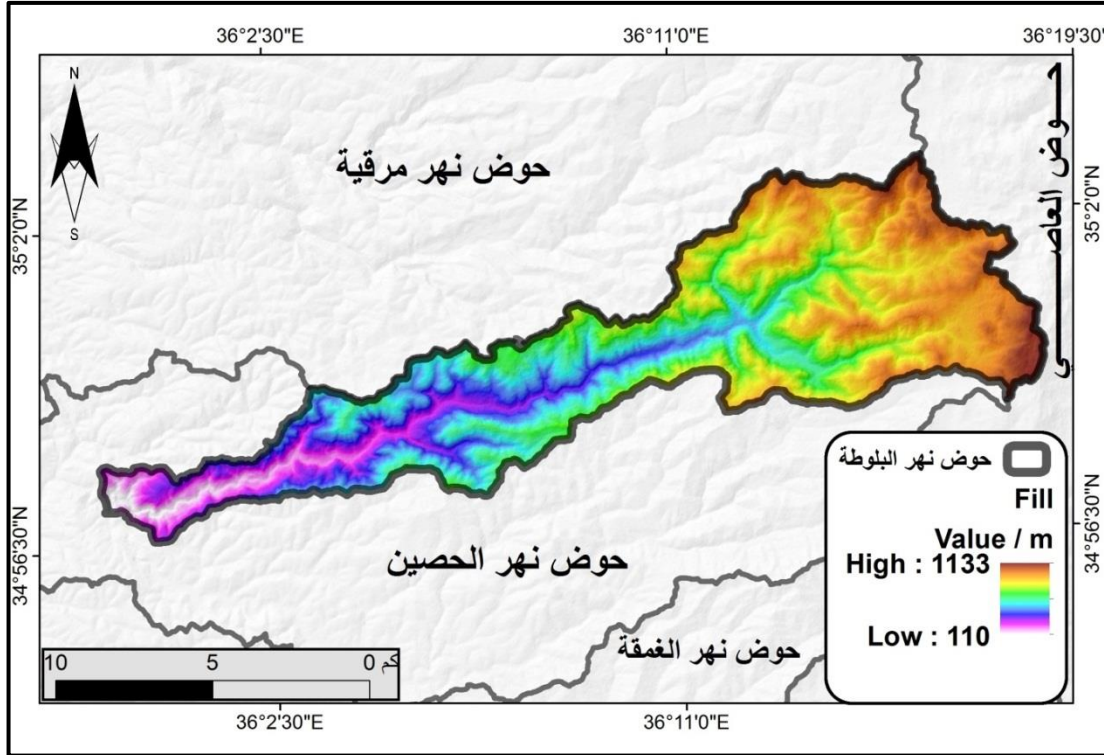 36°2'30"E
36°11'0"E
36°19'30"
N
S
حوض نهر مرقية
حوض العاصي
35°2'0"N
35°2'0"N
34°56'30"N
34°56'30"N
حوض نهر الحصين
حوض نهر الغمقة
حوض نهر البلوطة
Fill
Value / m
High : 1133
Low : 110
10 5 0 كم
36°2'30"E
36°11'0"E